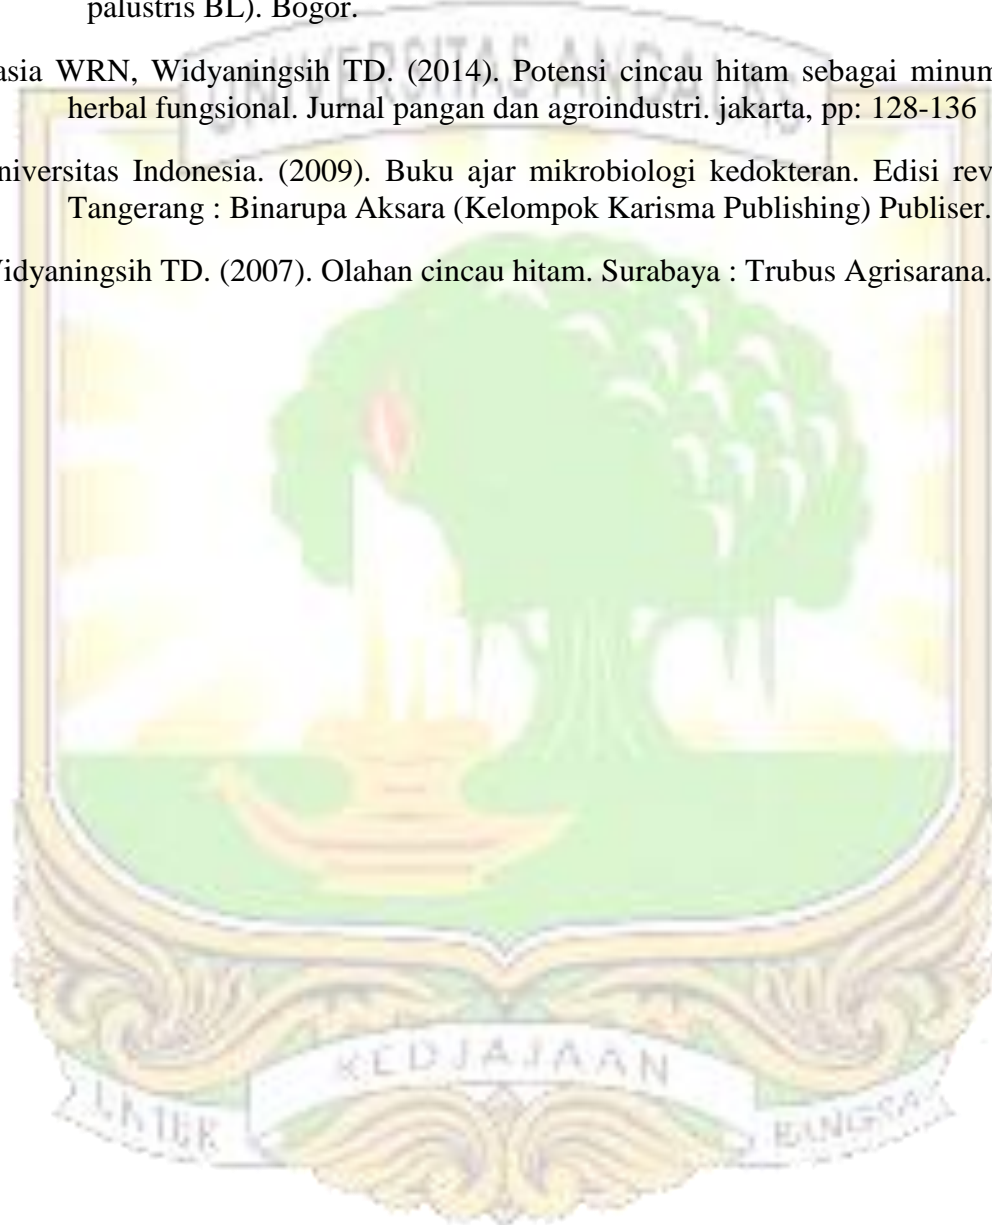 palustris BL). Bogor.
asia WRN, Widyaningsih TD. (2014). Potensi cincau hitam sebagai minum
herbal fungsional. Jurnal pangan dan agroindustri. jakarta, pp: 128-136
niversitas Indonesia. (2009). Buku ajar mikrobiologi kedokteran. Edisi rev
Tangerang : Binarupa Aksara (Kelompok Karisma Publishing) Publiser.
Vidyaningsih TD. (2007). Olahan cincau hitam. Surabaya : Trubus Agrisarana.
UNIVERSITAS ANDALAS
UNTUK KEDJAJAAN BANGSA